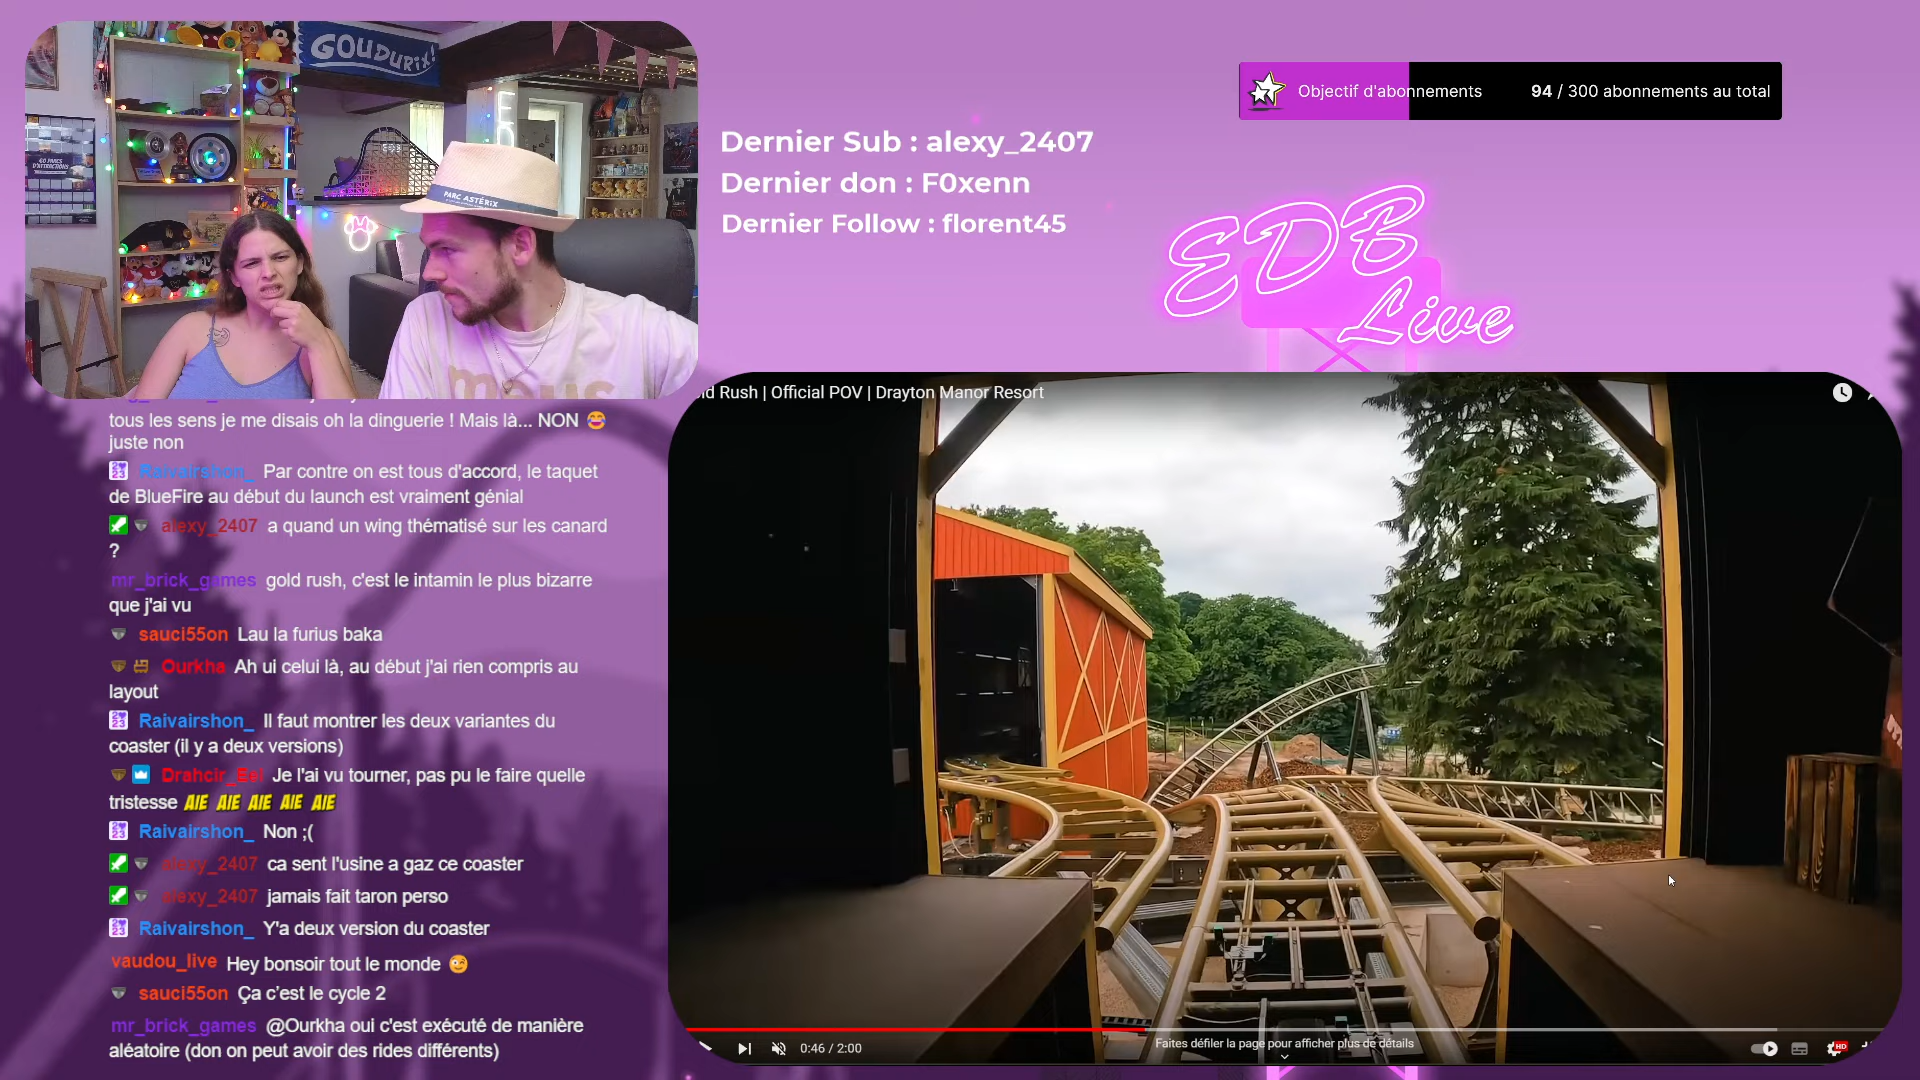 GOUDURiX!
PARC ASTÉRIX
Objectif d'abonnements 94 / 300 abonnements au total
Dernier Sub : alexy_2407
Dernier don : F0xenn
Dernier Follow : florent45
EDB
Live
Rush | Official POV | Drayton Manor Resort
tous les sens je me disais oh la dinguerie ! Mais là... NON 😂
juste non
Raivairshon_ Par contre on est tous d'accord, le taquet
de BlueFire au début du launch est vraiment génial
alexy_2407 a quand un wing thématisé sur les canard
?
mr_brick_games gold rush, c'est le intamin le plus bizarre
que j'ai vu
sauci55on Lau la furius baka
Ourkha Ah ui celui là, au début j'ai rien compris au
layout
Raivairshon_ Il faut montrer les deux variantes du
coaster (il y a deux versions)
Drahcir_Eel Je l'ai vu tourner, pas pu le faire quelle
tristesse AIE AIE AIE AIE AIE
Raivairshon_ Non ;(
alexy_2407 ca sent l'usine a gaz ce coaster
alexy_2407 jamais fait taron perso
Raivairshon_ Y'a deux version du coaster
vaudou_live Hey bonsoir tout le monde 😉
sauci55on Ça c'est le cycle 2
mr_brick_games @Ourkha oui c'est exécuté de manière
aléatoire (don on peut avoir des rides différents)
0:46 / 2:00
Faites défiler la page pour afficher plus de détails
HD